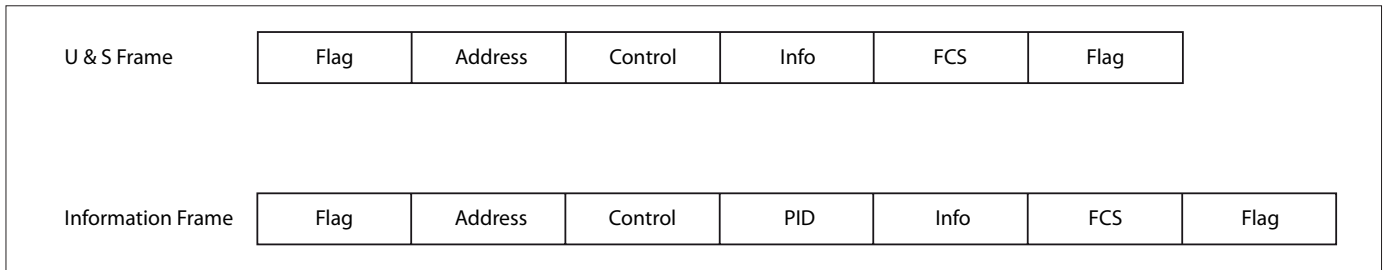 U & S Frame Flag Address Control Info FCS Flag
Information Frame Flag Address Control PID Info FCS Flag